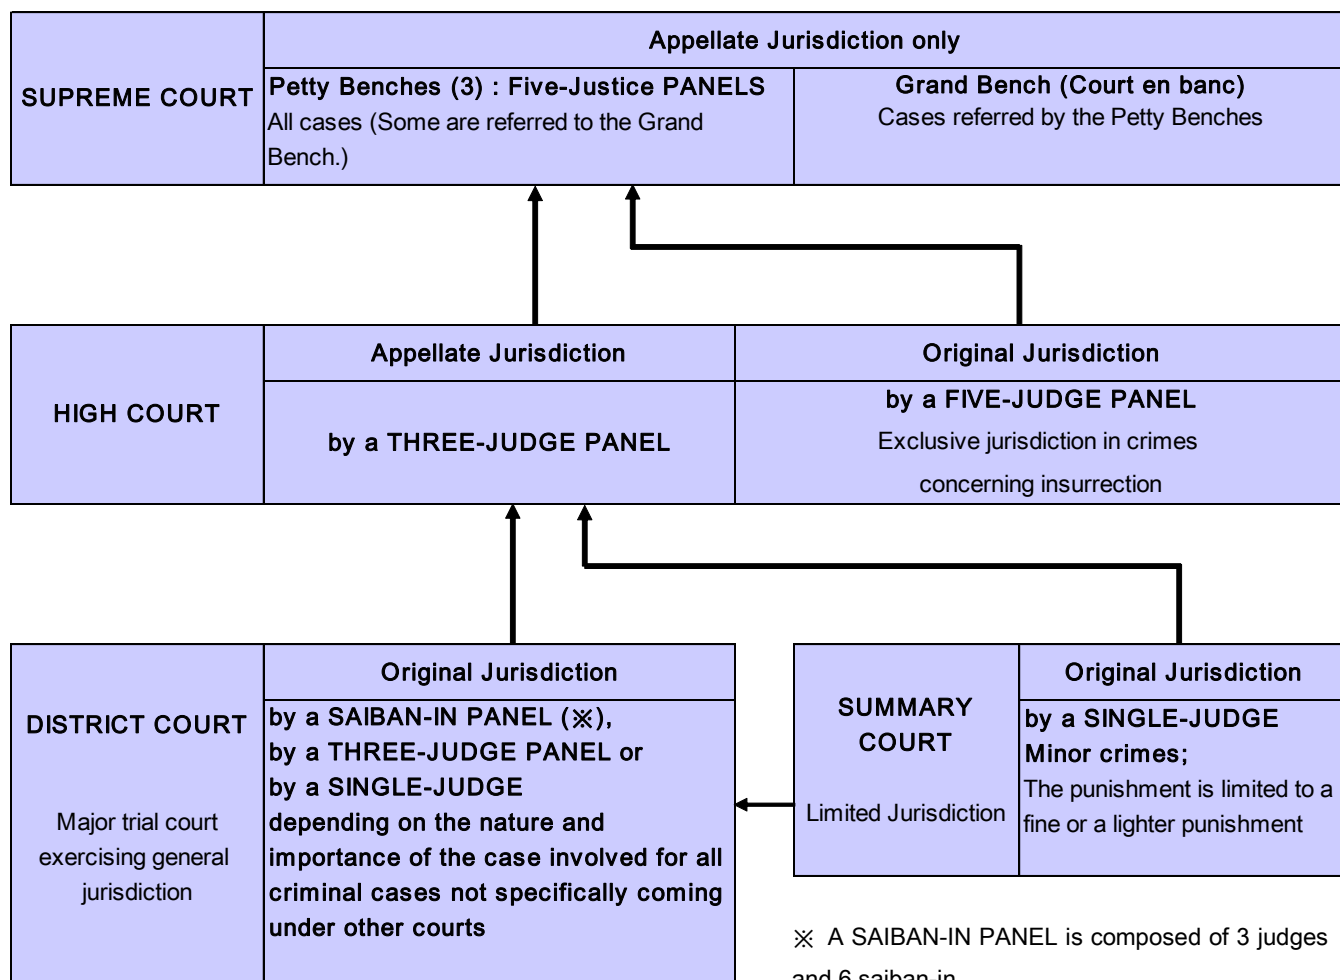 SUPREME COURT
Appellate Jurisdiction only
Petty Benches (3) : Five-Justice PANELS
All cases (Some are referred to the Grand
Bench.)
Grand Bench (Court en banc)
Cases referred by the Petty Benches
HIGH COURT
Appellate Jurisdiction
by a THREE-JUDGE PANEL
Original Jurisdiction
by a FIVE-JUDGE PANEL
Exclusive jurisdiction in crimes
concerning insurrection
DISTRICT COURT
Major trial court
exercising general
jurisdiction
Original Jurisdiction
by a SAIBAN-IN PANEL (※),
by a THREE-JUDGE PANEL or
by a SINGLE-JUDGE
depending on the nature and
importance of the case involved for all
criminal cases not specifically coming
under other courts
SUMMARY
COURT
Limited Jurisdiction
Original Jurisdiction
by a SINGLE-JUDGE
Minor crimes;
The punishment is limited to a
fine or a lighter punishment
※ A SAIBAN-IN PANEL is composed of 3 judges
and 6 saiban-in